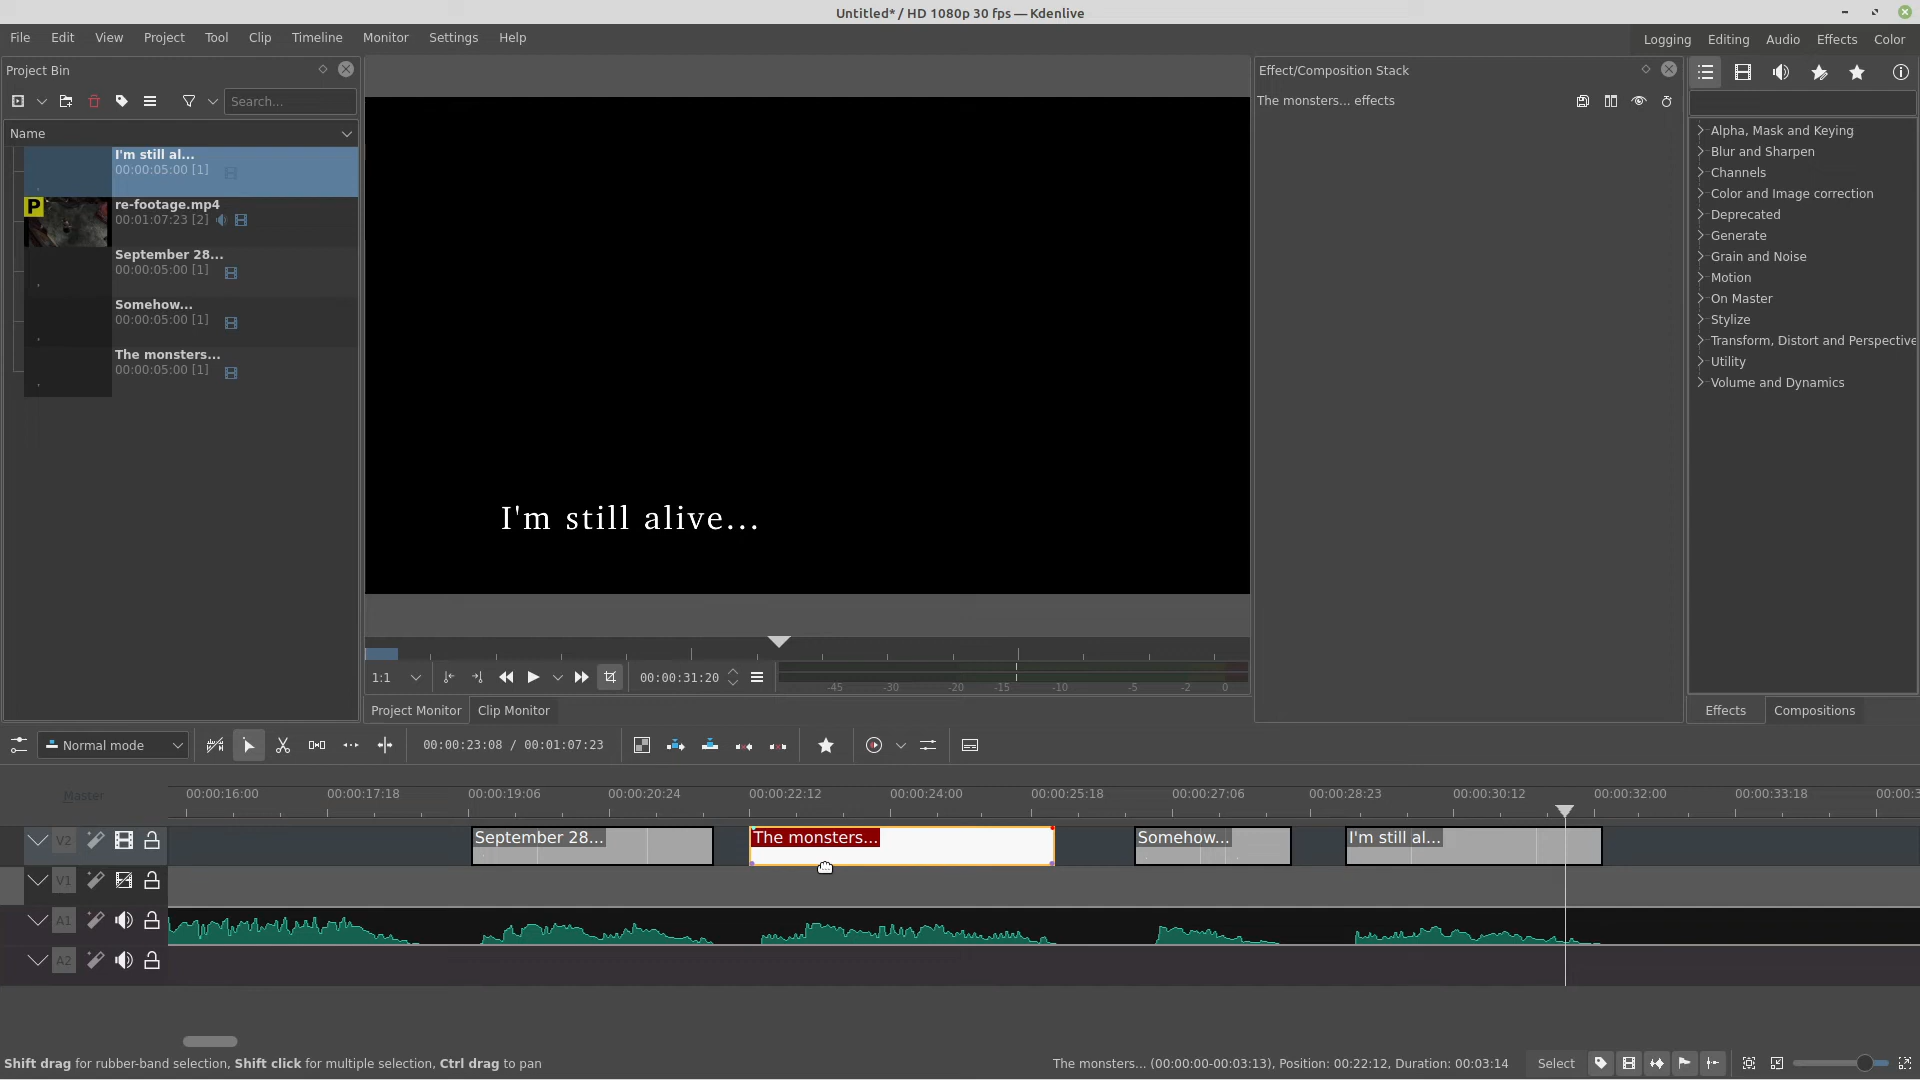 Untitled* / HD 1080p 30 fps — Kdenlive
File Edit View Project Tool Clip Timeline Monitor Settings Help
Logging Editing Audio Effects Color
Project Bin
Search...
Name
I'm still al...
00:00:05:00 [1]
P
re-footage.mp4
00:01:07:23 [2]
September 28...
00:00:05:00 [1]
Somehow...
00:00:05:00 [1]
The monsters...
00:00:05:00 [1]
I'm still alive...
1:1
00:00:31:20
-45 -30 -20 -15 -10 -5 -2 0
Project Monitor Clip Monitor
Effect/Composition Stack
The monsters... effects
Alpha, Mask and Keying
Blur and Sharpen
Channels
Color and Image correction
Deprecated
Generate
Grain and Noise
Motion
On Master
Stylize
Transform, Distort and Perspective
Utility
Volume and Dynamics
Effects Compositions
Normal mode
00:00:23:08 / 00:01:07:23
Master
00:00:16:00 00:00:17:18 00:00:19:06 00:00:20:24 00:00:22:12 00:00:24:00 00:00:25:18 00:00:27:06 00:00:28:23 00:00:30:12 00:00:32:00 00:00:33:18 00:00:3
V2 September 28... The monsters... Somehow... I'm still al...
V1
A1
A2
Shift drag for rubber-band selection, Shift click for multiple selection, Ctrl drag to pan
The monsters... (00:00:00-00:03:13), Position: 00:22:12, Duration: 00:03:14
Select